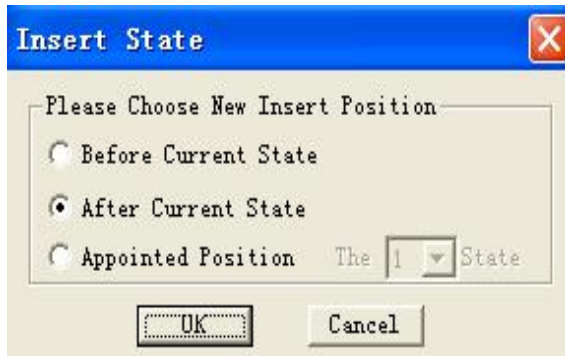 Insert State
Please Choose New Insert Position
Before Current State
After Current State
Appointed Position The 1 State
OK Cancel